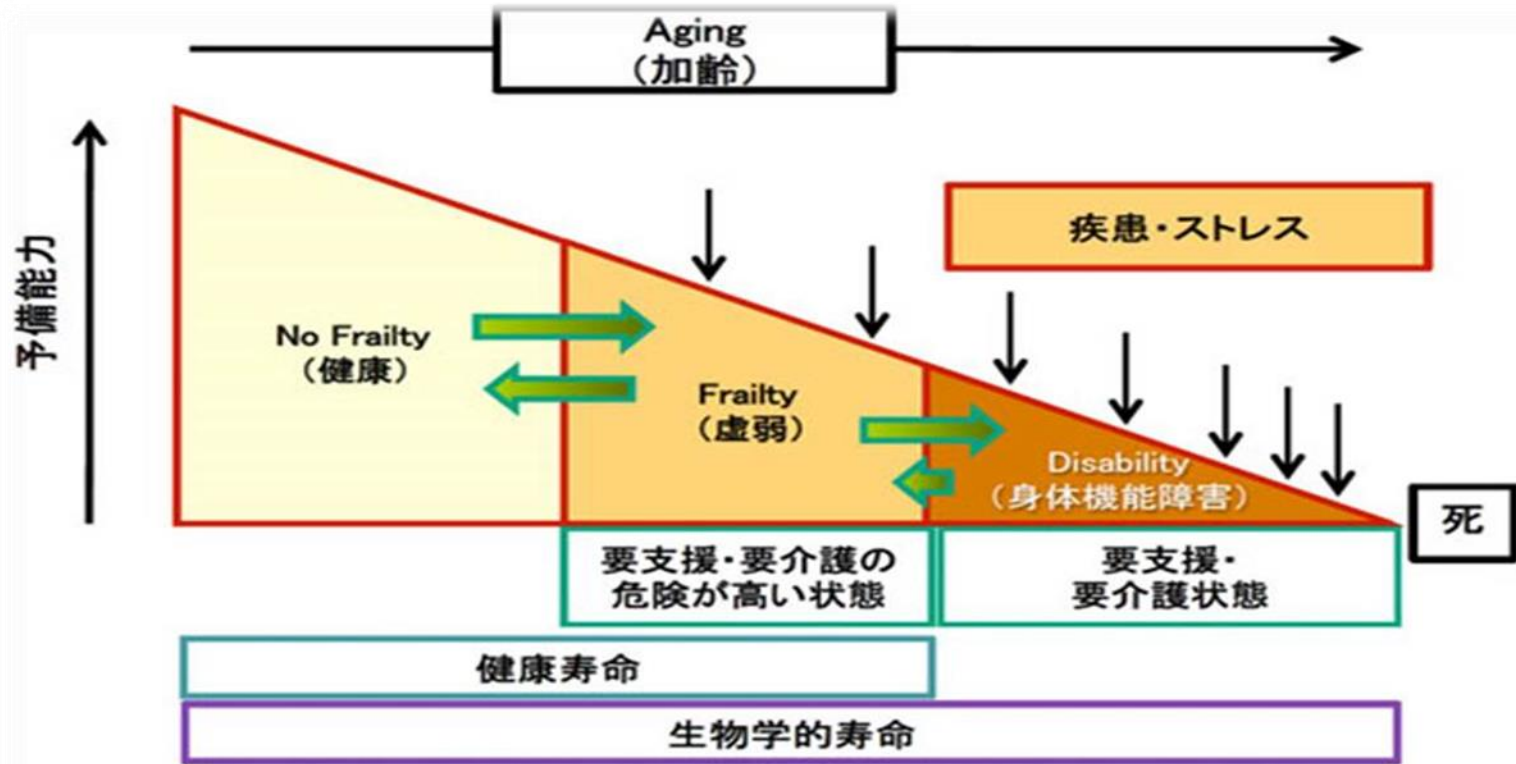 Aging
(加齢)
予備能力
疾患・ストレス
No Frailty
(健康)
Frailty
(虚弱)
Disability
(身体機能障害)
死
要支援・要介護の
危険が高い状態
要支援・
要介護状態
健康寿命
生物学的寿命